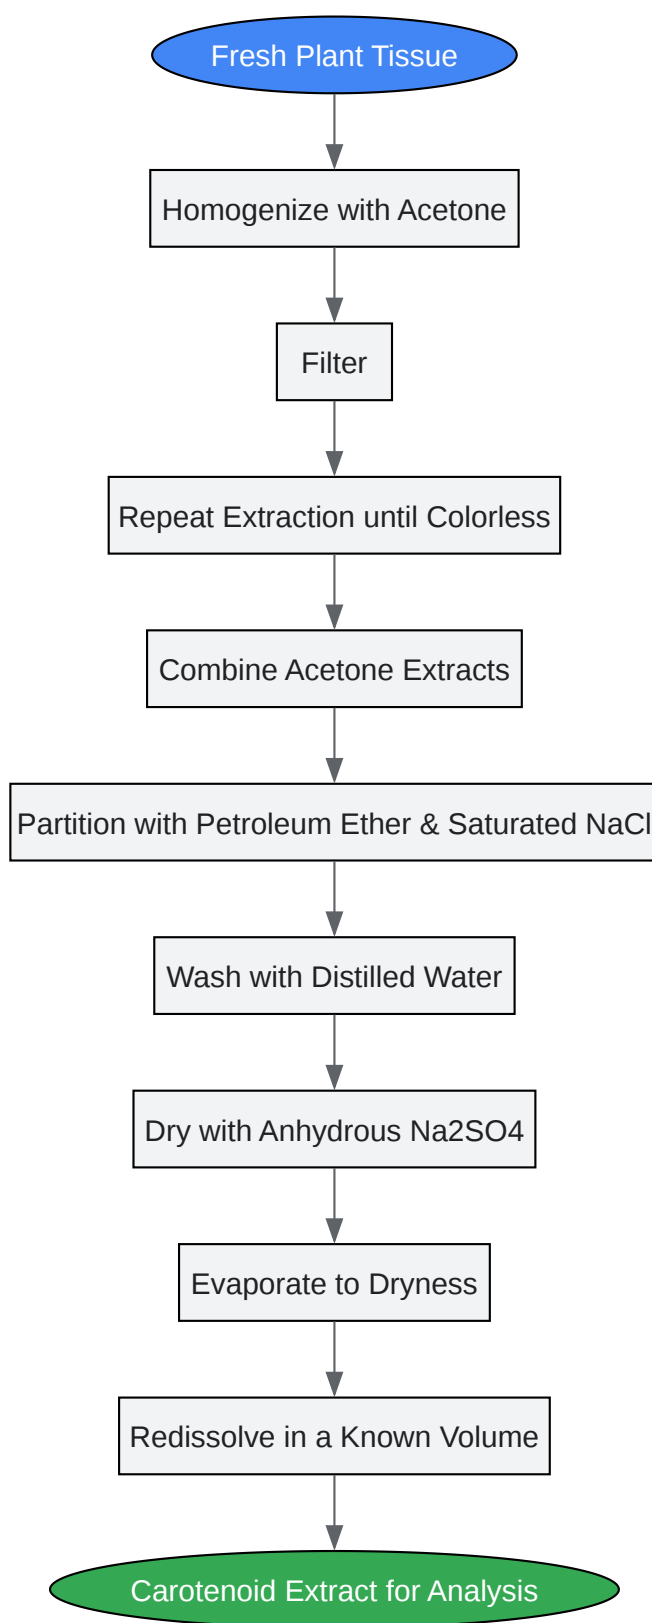 Fresh Plant Tissue
Homogenize with Acetone
Filter
Repeat Extraction until Colorless
Combine Acetone Extracts
Partition with Petroleum Ether & Saturated NaCl
Wash with Distilled Water
Dry with Anhydrous Na2SO4
Evaporate to Dryness
Redissolve in a Known Volume
Carotenoid Extract for Analysis